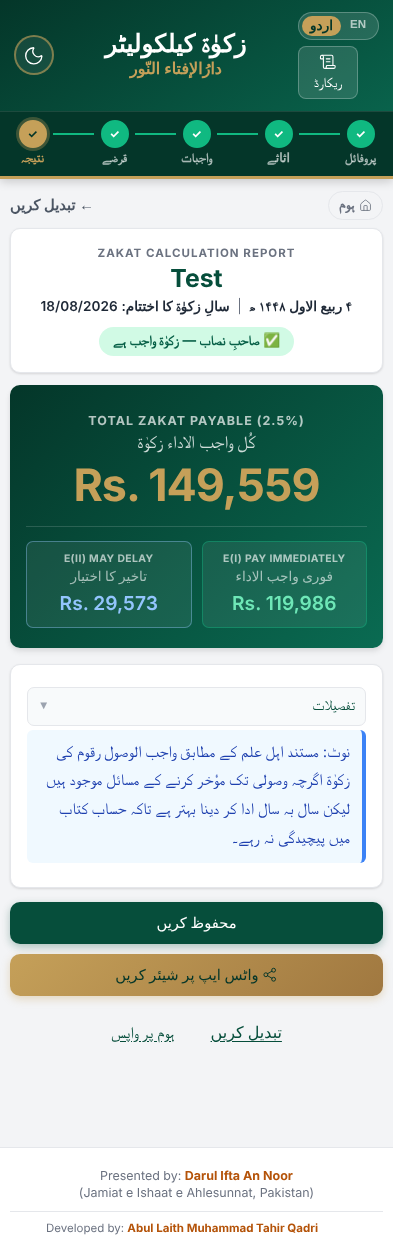 زکوٰۃ کیلکولیٹر
دارُالإفتاء النّور
اردو EN
ریکارڈ
پروفائل
اثاثے
واجبات
قرضے
نتیجہ
ہوم
← تبدیل کریں
ZAKAT CALCULATION REPORT
Test
۴ ربیع الاول ۱۴۴۸ ھ | سالِ زکوٰۃ کا اختتام: 18/08/2026
✅ صاحبِ نصاب — زکوٰۃ واجب ہے
TOTAL ZAKAT PAYABLE (2.5%)
کُل واجب الاداء زکوٰۃ
Rs. 149,559
E(I) PAY IMMEDIATELY
فوری واجب الاداء
Rs. 119,986
E(II) MAY DELAY
تاخیر کا اختیار
Rs. 29,573
تفصیلات ▼
نوٹ: مستند اہل علم کے مطابق واجب الوصول رقوم کی
زکوٰۃ اگرچہ وصولی تک مؤخر کرنے کے مسائل موجود ہیں
لیکن سال بہ سال ادا کر دینا بہتر ہے تاکہ حساب کتاب
میں پیچیدگی نہ رہے۔
محفوظ کریں
واٹس ایپ پر شیئر کریں
تبدیل کریں
ہوم پر واپس
Presented by: Darul Ifta An Noor
(Jamiat e Ishaat e Ahlesunnat, Pakistan)
Developed by: Abul Laith Muhammad Tahir Qadri